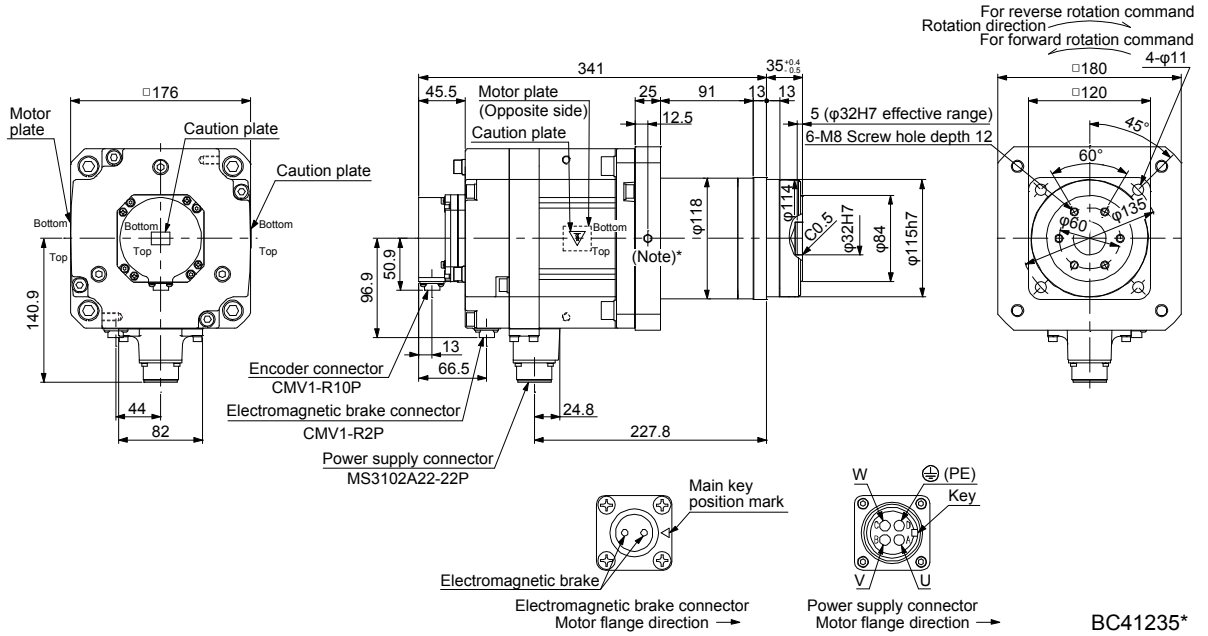 For reverse rotation command
Rotation direction
For forward rotation command
4-φ11
341
35 +0.4 -0.5
□180
□176
45.5
Motor plate
(Opposite side)
25
91
13
13
□120
Motor
plate
Caution plate
Caution plate
12.5
5 (φ32H7 effective range)
6-M8 Screw hole depth 12
45°
60°
Caution plate
Bottom
Bottom
Bottom
Top
Top
Top
Bottom
Top
(Note)*
φ118
φ114
C0.5
φ32H7
φ84
φ115h7
φ135
φ60
140.9
96.9
50.9
13
66.5
Encoder connector
CMV1-R10P
Electromagnetic brake connector
CMV1-R2P
Power supply connector
MS3102A22-22P
44
82
24.8
227.8
Main key
position mark
W
(PE)
Key
C
D
B
A
V
U
Electromagnetic brake
Electromagnetic brake connector
Motor flange direction →
Power supply connector
Motor flange direction →
BC41235*